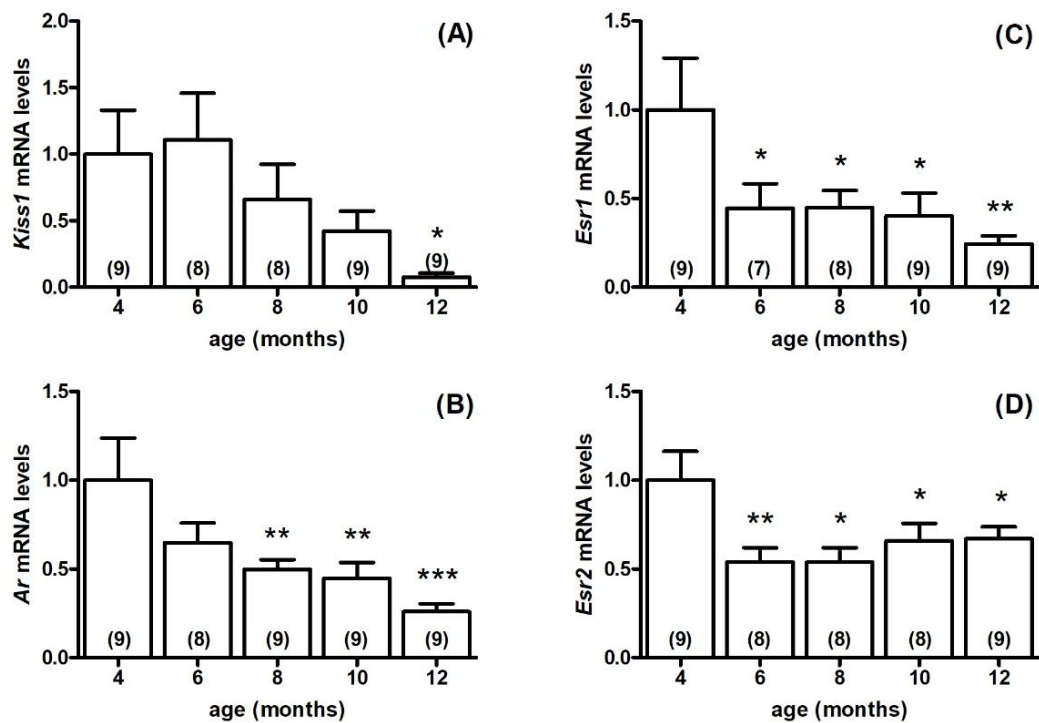 (A)
Kiss1 mRNA levels
2.0
1.5
1.0
0.5
0.0
*
(9) (8) (8) (9) (9)
4 6 8 10 12
age (months)
(B)
Ar mRNA levels
1.5
1.0
0.5
0.0
** ** ***
(9) (8) (9) (9) (9)
4 6 8 10 12
age (months)
(C)
Esr1 mRNA levels
1.5
1.0
0.5
0.0
* * * **
(9) (7) (8) (9) (9)
4 6 8 10 12
age (months)
(D)
Esr2 mRNA levels
1.5
1.0
0.5
0.0
** * * *
(9) (8) (8) (8) (9)
4 6 8 10 12
age (months)